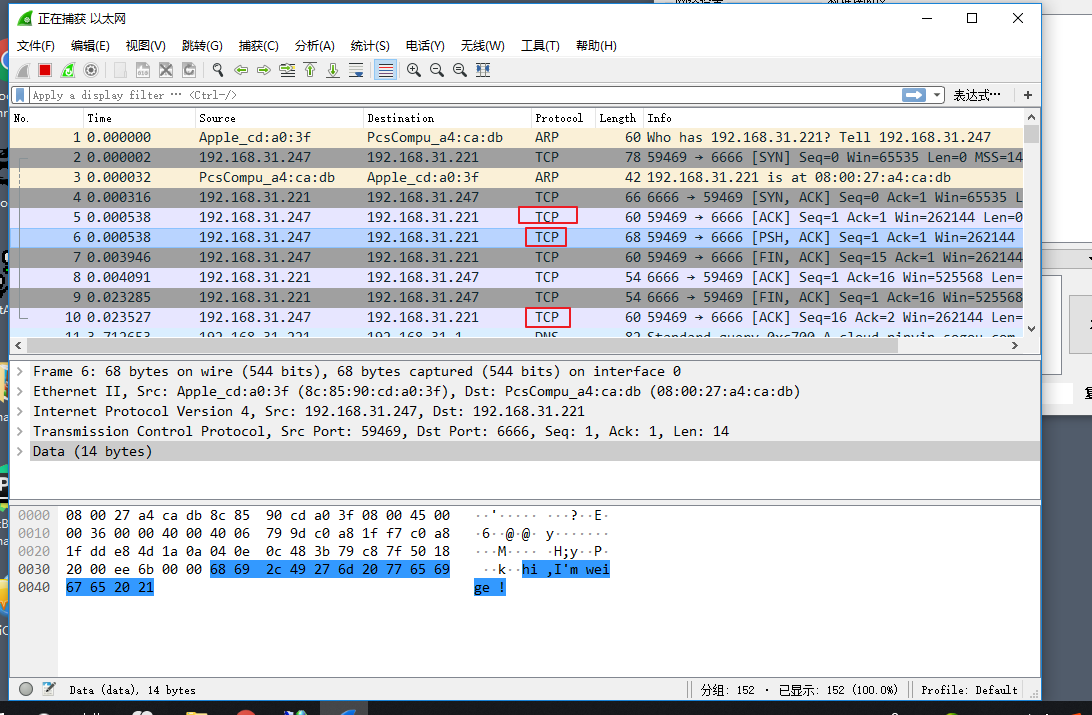 正在捕获 以太网
文件(F) 编辑(E) 视图(V) 跳转(G) 捕获(C) 分析(A) 统计(S) 电话(Y) 无线(W) 工具(T) 帮助(H)
Apply a display filter ··· <Ctrl-/> 表达式··· +
No. Time Source Destination Protocol Length Info
1 0.000000 Apple_cd:a0:3f PcsCompu_a4:ca:db ARP 60 Who has 192.168.31.221? Tell 192.168.31.247
2 0.000002 192.168.31.247 192.168.31.221 TCP 78 59469 → 6666 [SYN] Seq=0 Win=65535 Len=0 MSS=14
3 0.000032 PcsCompu_a4:ca:db Apple_cd:a0:3f ARP 42 192.168.31.221 is at 08:00:27:a4:ca:db
4 0.000316 192.168.31.221 192.168.31.247 TCP 66 6666 → 59469 [SYN, ACK] Seq=0 Ack=1 Win=65535 L
5 0.000538 192.168.31.247 192.168.31.221 TCP 60 59469 → 6666 [ACK] Seq=1 Ack=1 Win=262144 Len=0
6 0.000538 192.168.31.247 192.168.31.221 TCP 68 59469 → 6666 [PSH, ACK] Seq=1 Ack=1 Win=262144
7 0.003946 192.168.31.247 192.168.31.221 TCP 60 59469 → 6666 [FIN, ACK] Seq=15 Ack=1 Win=262144
8 0.004091 192.168.31.221 192.168.31.247 TCP 54 6666 → 59469 [ACK] Seq=1 Ack=16 Win=525568 Len=
9 0.023285 192.168.31.221 192.168.31.247 TCP 54 6666 → 59469 [FIN, ACK] Seq=1 Ack=16 Win=525568
10 0.023527 192.168.31.247 192.168.31.221 TCP 60 59469 → 6666 [ACK] Seq=16 Ack=2 Win=262144 Len=
Frame 6: 68 bytes on wire (544 bits), 68 bytes captured (544 bits) on interface 0
Ethernet II, Src: Apple_cd:a0:3f (8c:85:90:cd:a0:3f), Dst: PcsCompu_a4:ca:db (08:00:27:a4:ca:db)
Internet Protocol Version 4, Src: 192.168.31.247, Dst: 192.168.31.221
Transmission Control Protocol, Src Port: 59469, Dst Port: 6666, Seq: 1, Ack: 1, Len: 14
Data (14 bytes)
0000 08 00 27 a4 ca db 8c 85 90 cd a0 3f 08 00 45 00 ··'····· ···?··E·
0010 00 36 00 00 40 00 40 06 79 9d c0 a8 1f f7 c0 a8 ·6··@·@· y·······
0020 1f dd e8 4d 1a 0a 04 0e 0c 48 3b 79 c8 7f 50 18 ···M···· ·H;y··P·
0030 20 00 ee 6b 00 00 68 69 2c 49 27 6d 20 77 65 69 ··k··hi ,I'm wei
0040 67 65 20 21 ge !
Data (data), 14 bytes 分组: 152 · 已显示: 152 (100.0%) Profile: Default